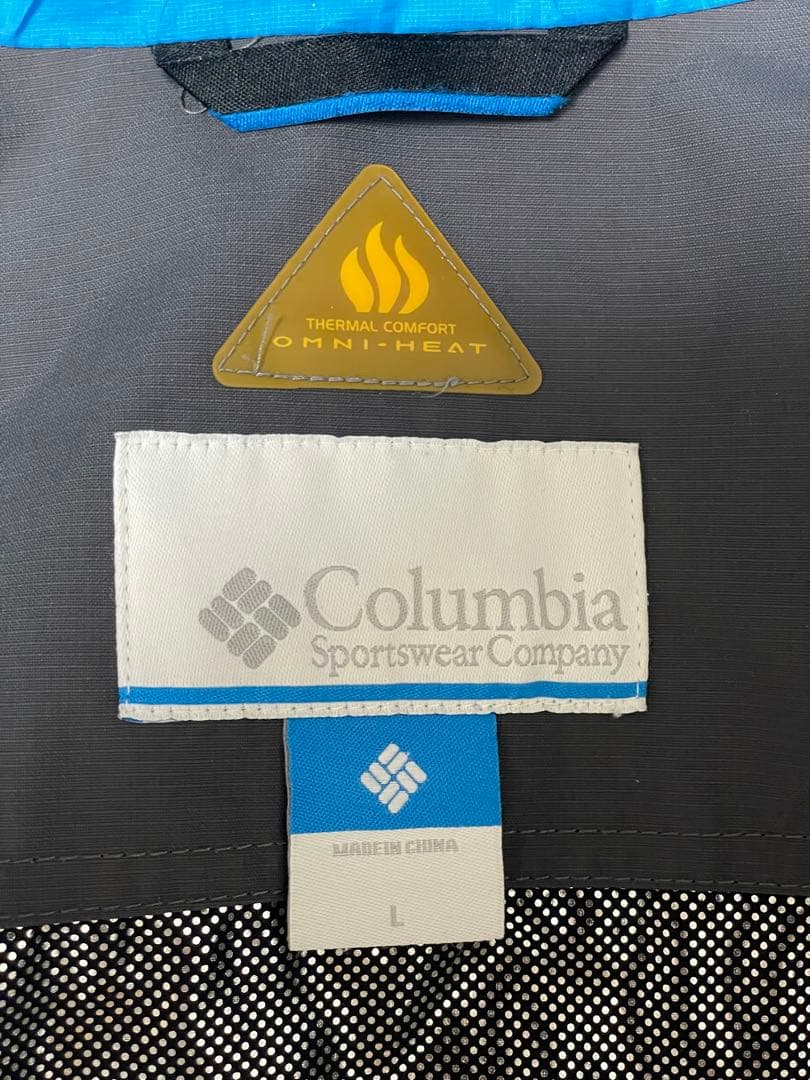 THERMAL COMFORT
OMNI-HEAT
Columbia
Sportswear Company
MADE IN CHINA
L